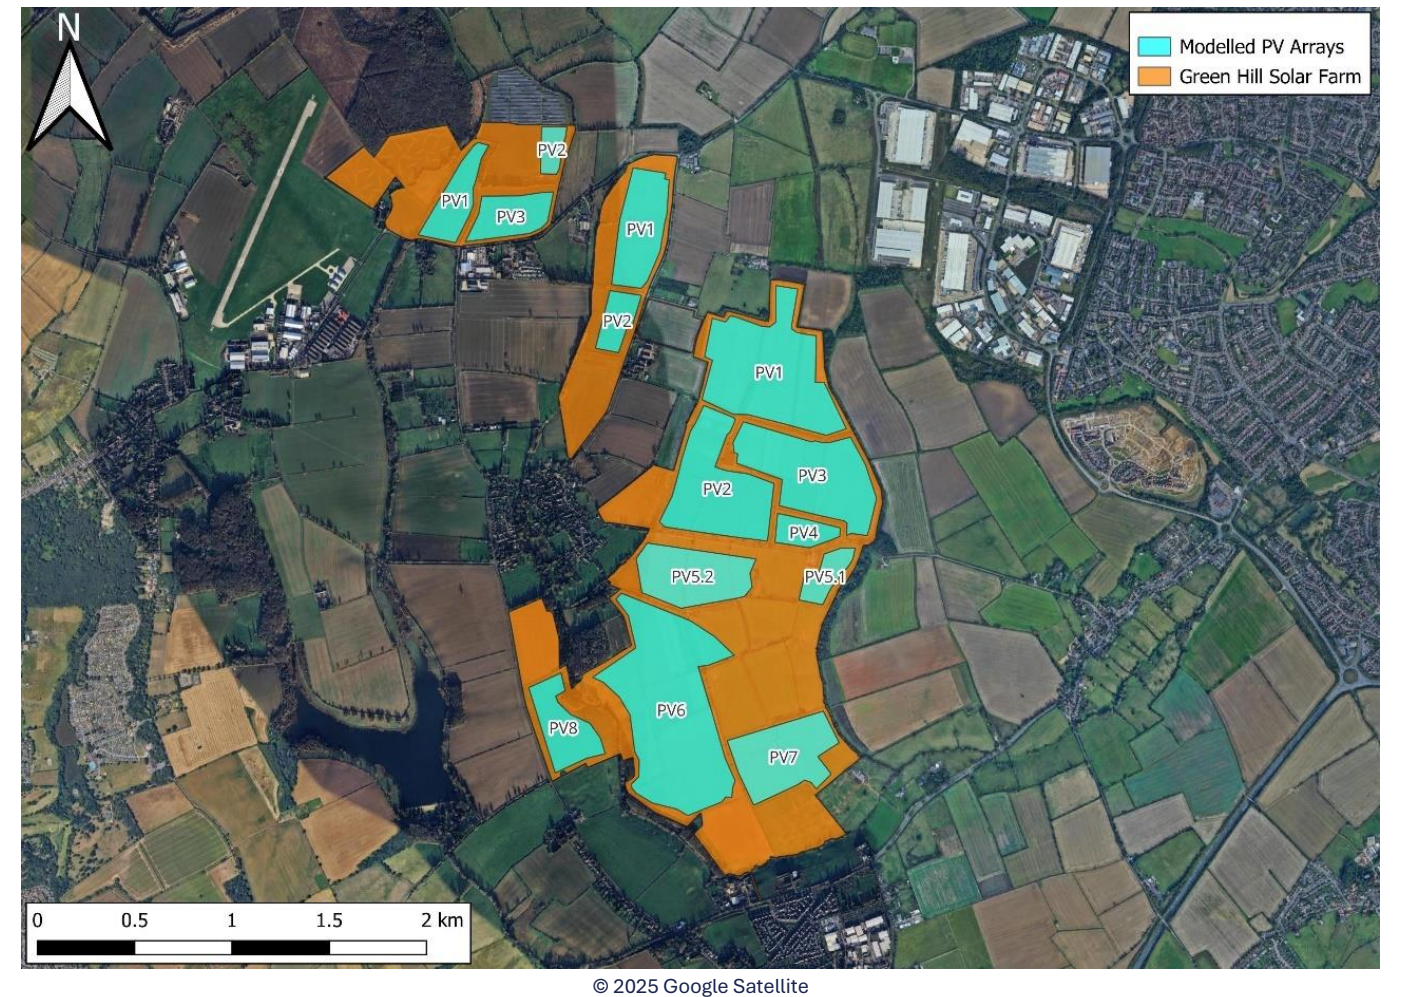 N
Modelled PV Arrays
Green Hill Solar Farm
PV2
PV1
PV3
PV1
PV2
PV1
PV3
PV2
PV4
PV5.2
PV5.1
PV6
PV8
PV7
0 0.5 1 1.5 2 km
© 2025 Google Satellite